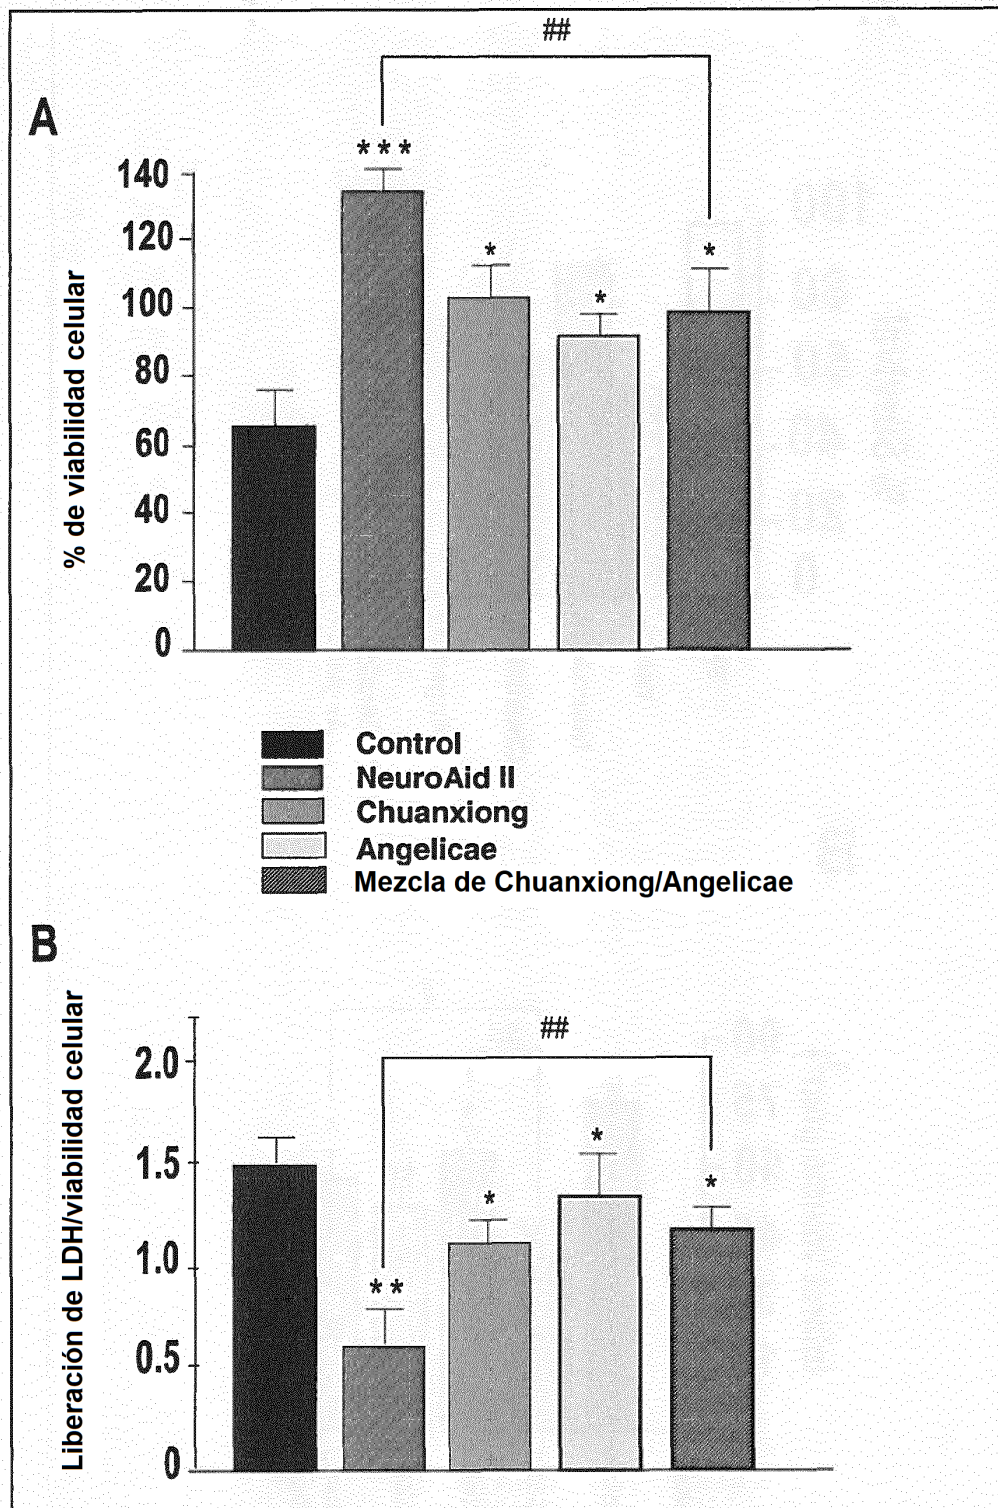 ##
A
***
140
120
100
80
60
40
20
0
*
*
*
% de viabilidad celular
Control
NeuroAid II
Chuanxiong
Angelicae
Mezcla de Chuanxiong/Angelicae
B
##
2.0
1.5
1.0
0.5
0
**
*
*
*
Liberación de LDH/viabilidad celular